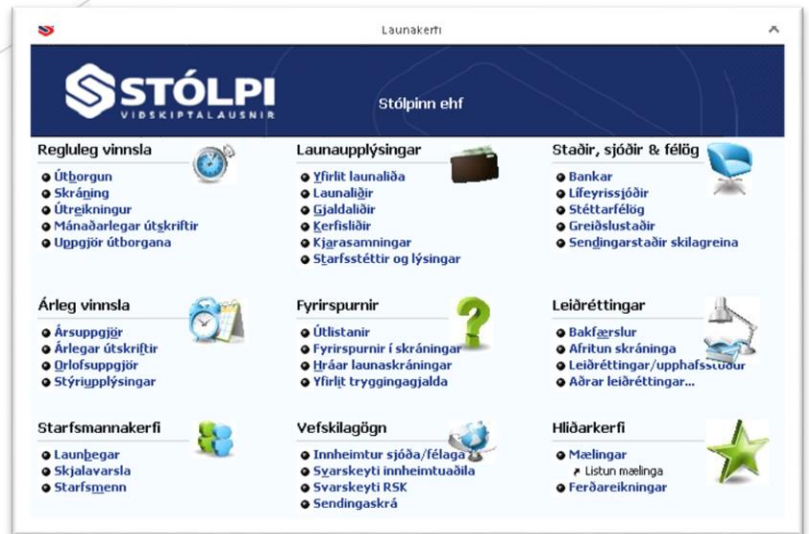 Launakerfi
STÓLPI
VIÐSKIPTALAUSNIR
Stólpinn ehf
Regluleg vinnsla
Útborgun
Skráning
Útreikningur
Mánaðarlegar útskriftir
Uppgjör útborgana
Launaupplýsingar
Yfirlit launaliða
Launaliðir
Gjaldaliðir
Kerfisliðir
Kjarasamningar
Starfsstéttir og lýsingar
Staðir, sjóðir & félög
Bankar
Lífeyrissjóðir
Stéttarfélög
Greiðslustaðir
Sendingarstaðir skilagreina
Árleg vinnsla
Ársuppgjör
Árlegar útskriftir
Orlofsuppgjör
Stýriupplýsingar
Fyrirspurnir
Útlistanir
Fyrirspurnir í skráningar
Hráar launaskráningar
Yfirlit tryggingagjalda
Leiðréttingar
Bakfærslur
Afritun skráninga
Leiðréttingar/upphafsstöður
Aðrar leiðréttingar...
Starfsmannakerfi
Launþegar
Skjalavarsla
Starfsmenn
Vefskilagögn
Innheimtur sjóða/félaga
Svarskeyti innheimtuaðila
Svarskeyti RSK
Sendingaskrá
Hliðarkerfi
Mælingar
Listun mælinga
Ferðareikningar